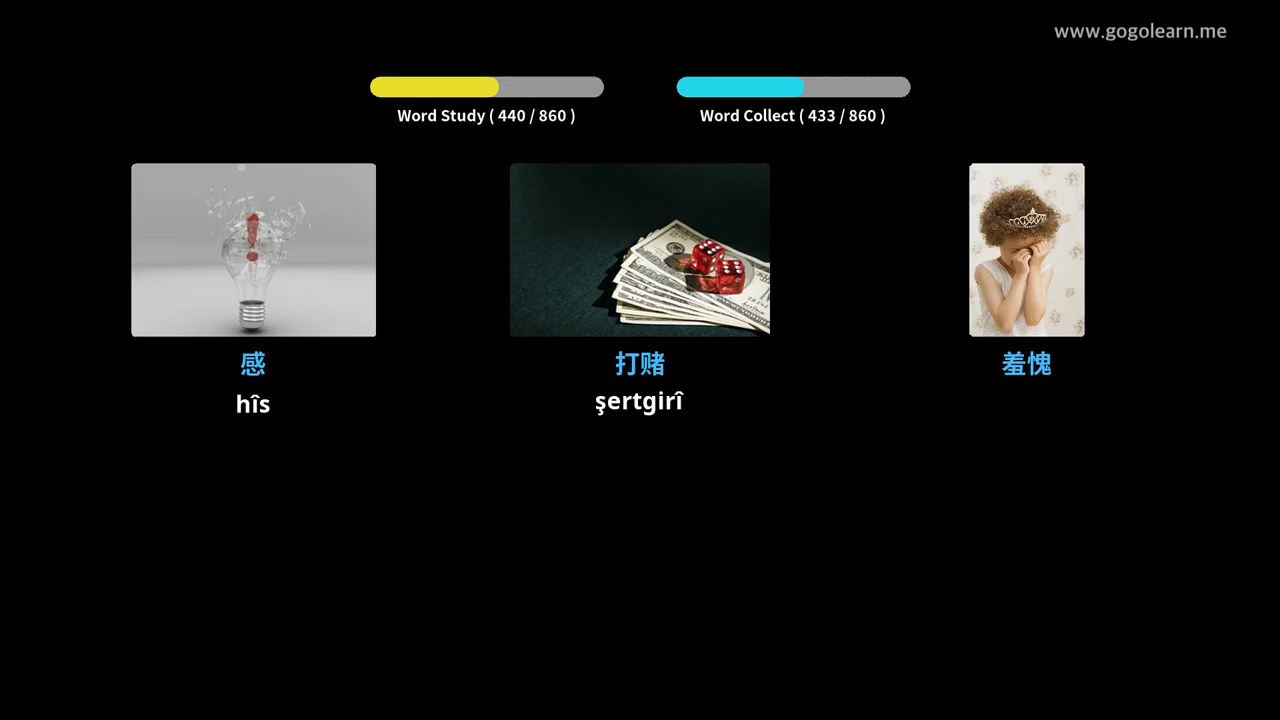 www.gogolearn.me
Word Study ( 440 / 860 )
Word Collect ( 433 / 860 )
感
打赌
羞愧
hîs
şertgirî